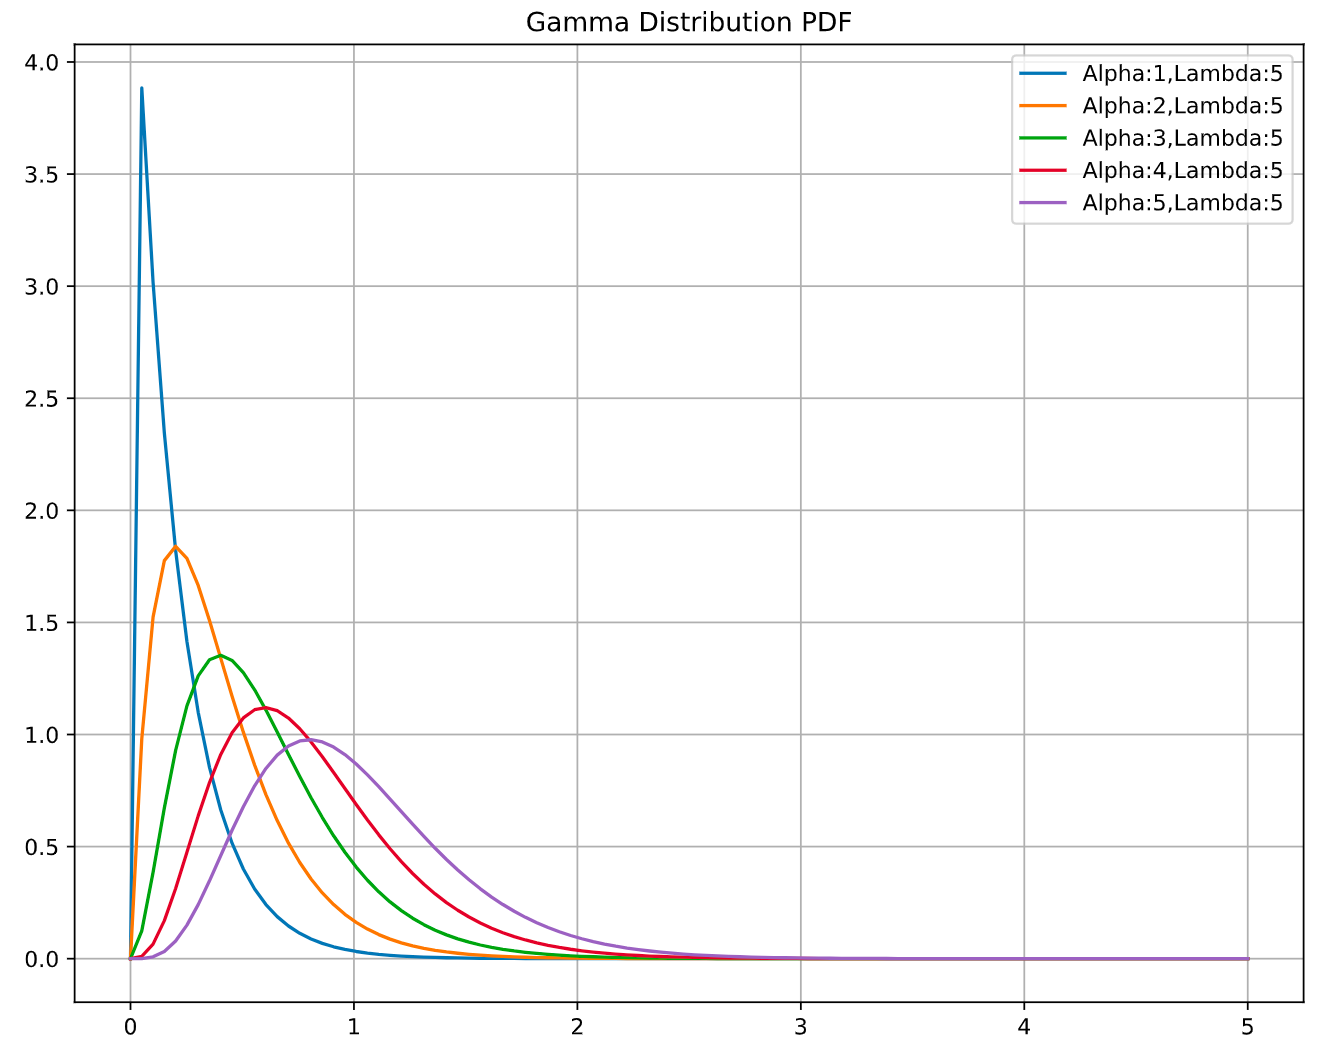 Gamma Distribution PDF
4.0
3.5
3.0
2.5
2.0
1.5
1.0
0.5
0.0
Alpha:1,Lambda:5
Alpha:2,Lambda:5
Alpha:3,Lambda:5
Alpha:4,Lambda:5
Alpha:5,Lambda:5
0 1 2 3 4 5